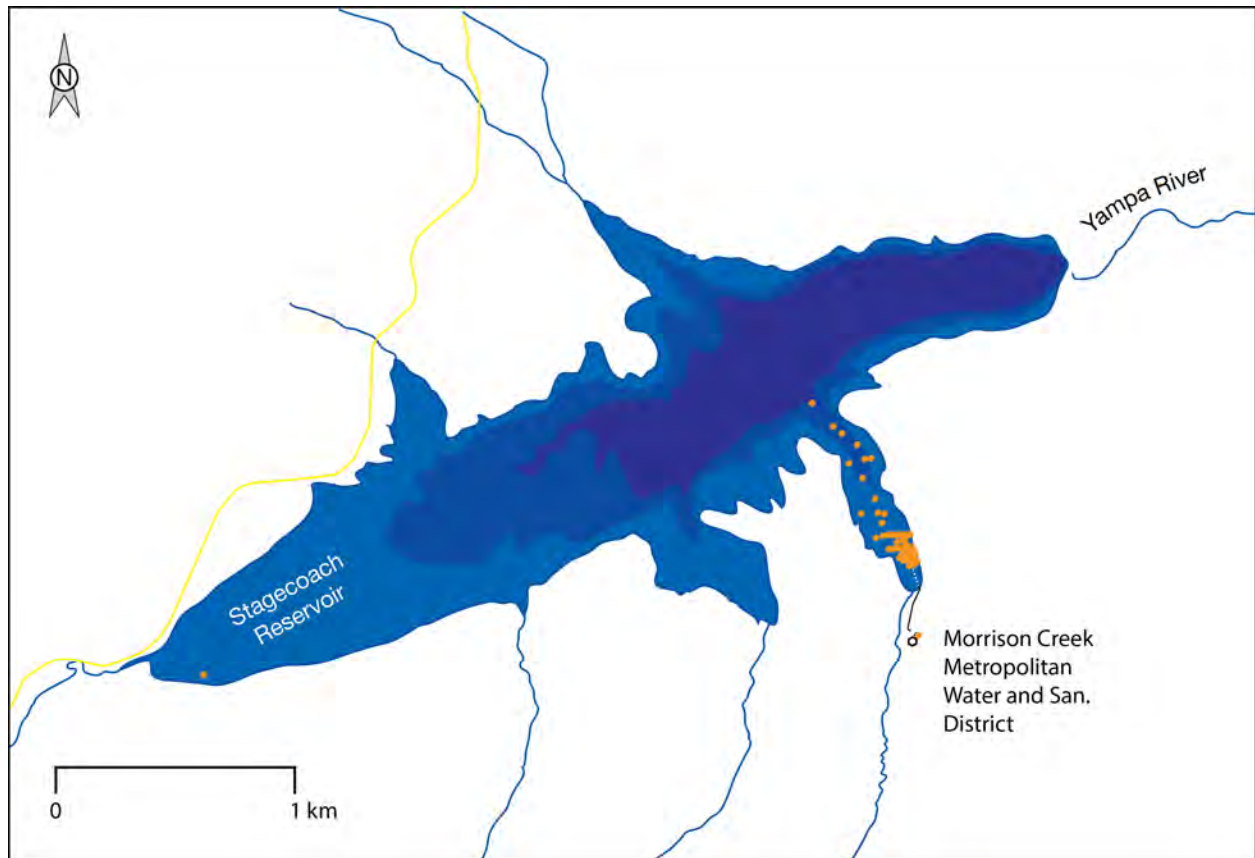 N
Yampa River
Stagecoach
Reservoir
Morrison Creek
Metropolitan
Water and San.
District
0
1 km